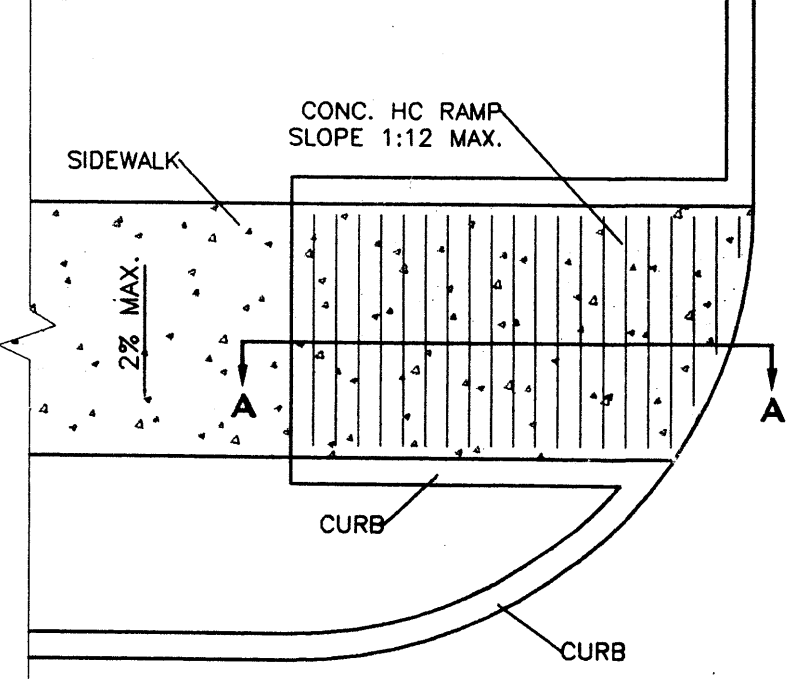 CONC. HC RAMP
SLOPE 1:12 MAX.
SIDEWALK
2% MAX.
A
A
CURB
CURB